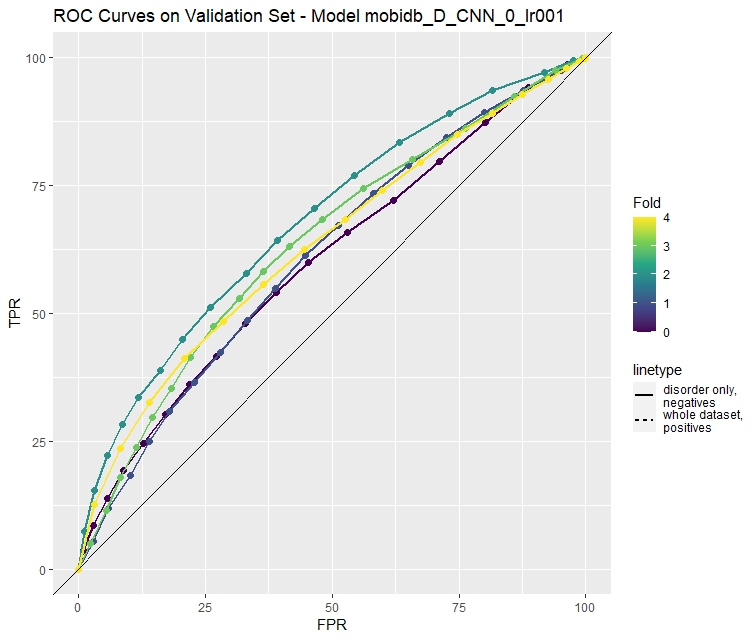 ROC Curves on Validation Set - Model mobidb_D_CNN_0_lr001
100
75
50
25
0
TPR
0
25
50
75
100
FPR
Fold
4
3
2
1
0
linetype
disorder only,
negatives
whole dataset,
positives